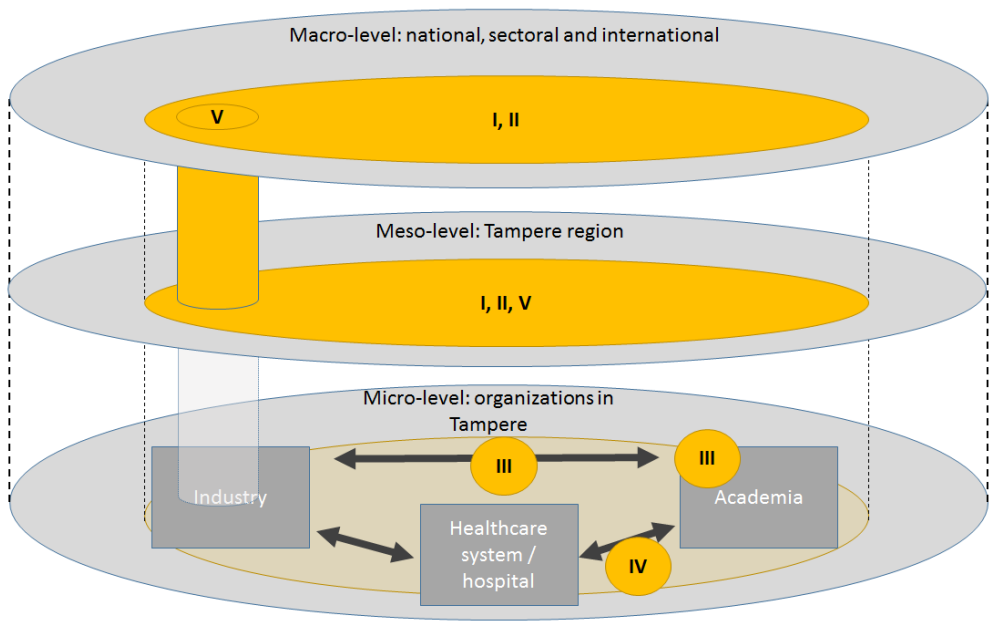 Macro-level: national, sectoral and international
V
I, II
Meso-level: Tampere region
I, II, V
Micro-level: organizations in
Tampere
III
III
Industry
Academia
Healthcare
system /
hospital
IV